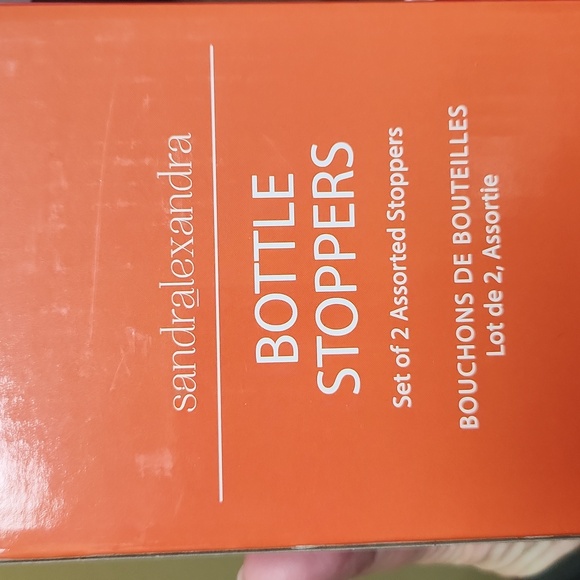 sandralexandra
BOTTLE
STOPPERS
Set of 2 Assorted Stoppers
BOUCHONS DE BOUTEILLES
Lot de 2, Assortie